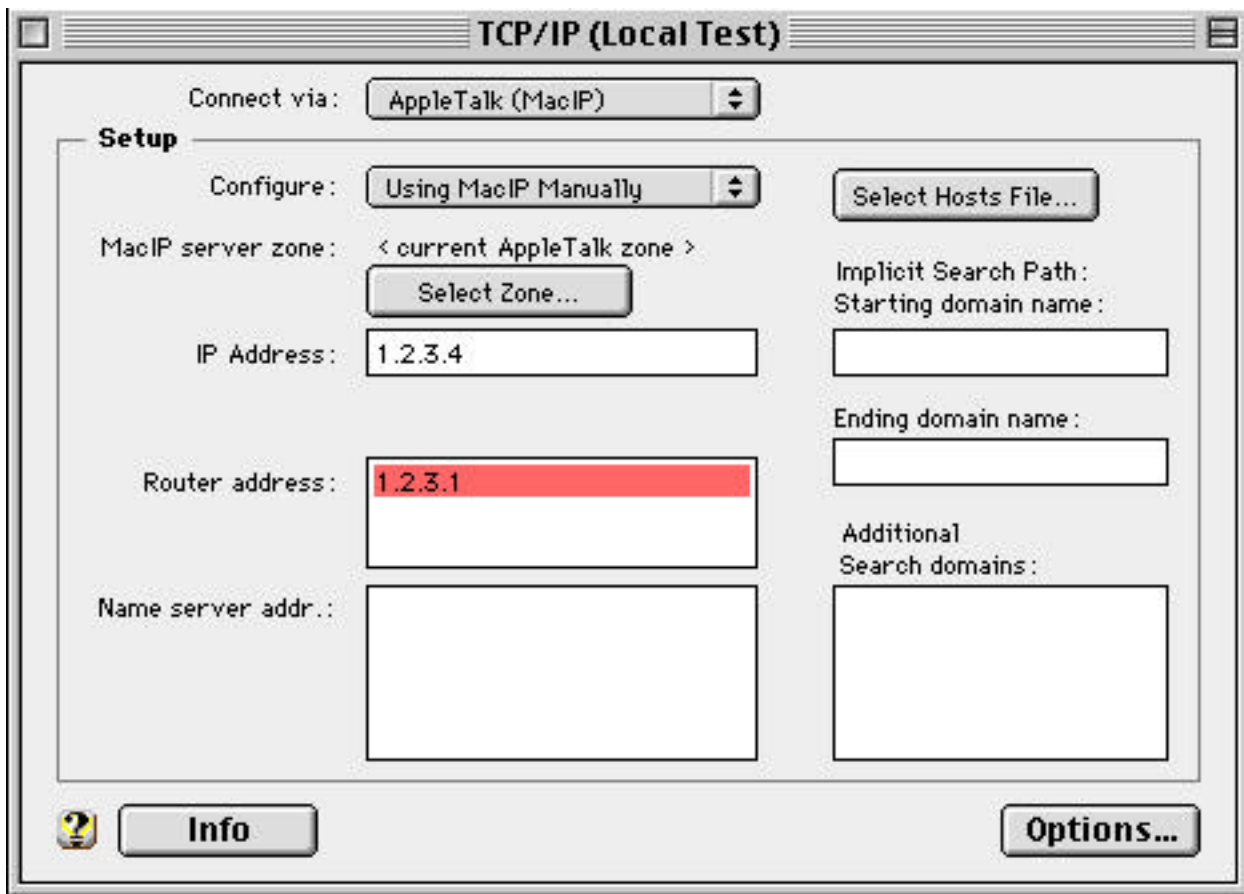 TCP/IP (Local Test)
Connect via: AppleTalk (MacIP)
Setup
Configure: Using MacIP Manually
Select Hosts File...
MacIP server zone: < current AppleTalk zone >
Select Zone...
Implicit Search Path:
Starting domain name:
IP Address: 1.2.3.4
Ending domain name:
Router address: 1.2.3.1
Additional
Search domains:
Name server addr.:
Info
Options...